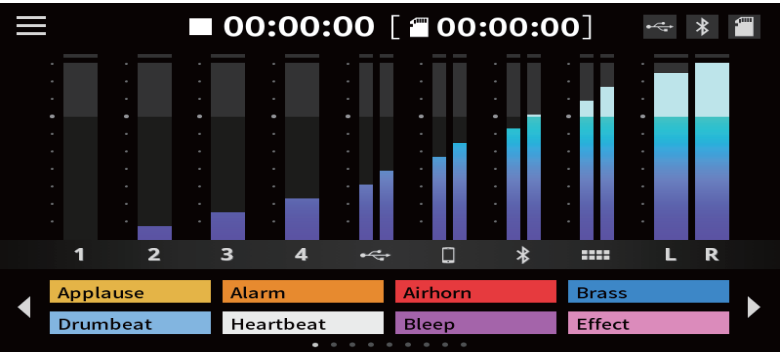 00:00:00 [ 00:00:00]
1 2 3 4 L R
Applause Alarm Airhorn Brass
Drumbeat Heartbeat Bleep Effect